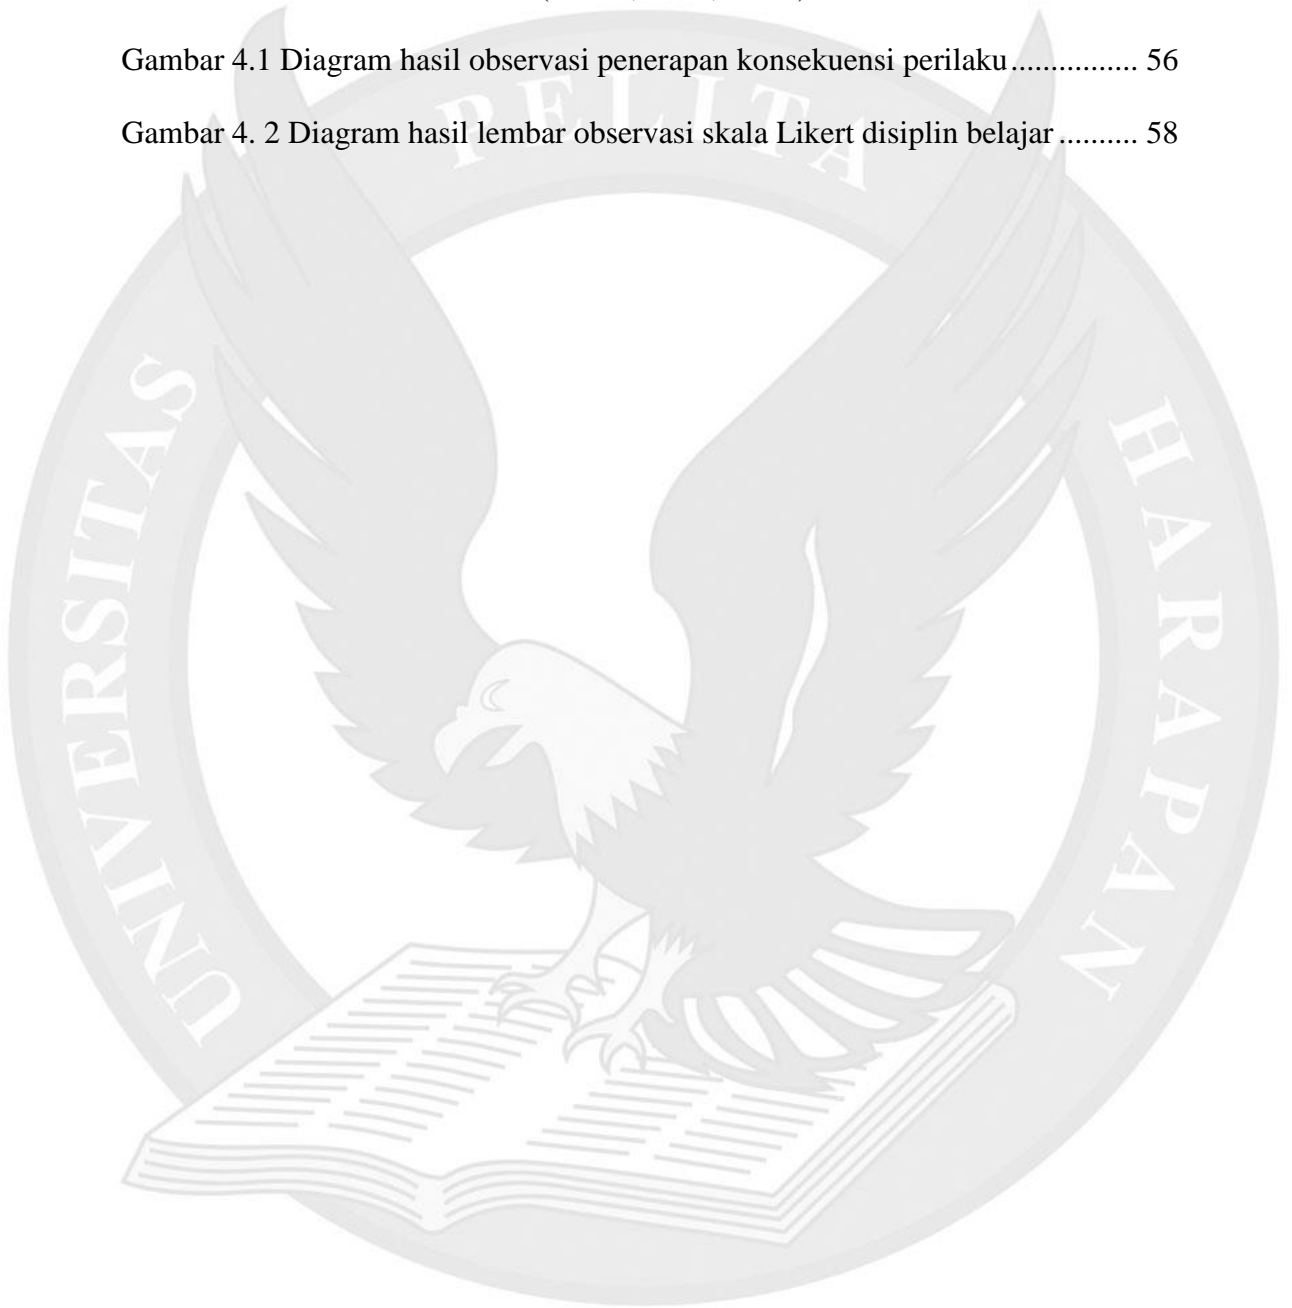 Gambar 4.1 Diagram hasil observasi penerapan konsekuensi perilaku................ 56
Gambar 4. 2 Diagram hasil lembar observasi skala Likert disiplin belajar .......... 58
UNIVERSITAS PELITA HARAPAN